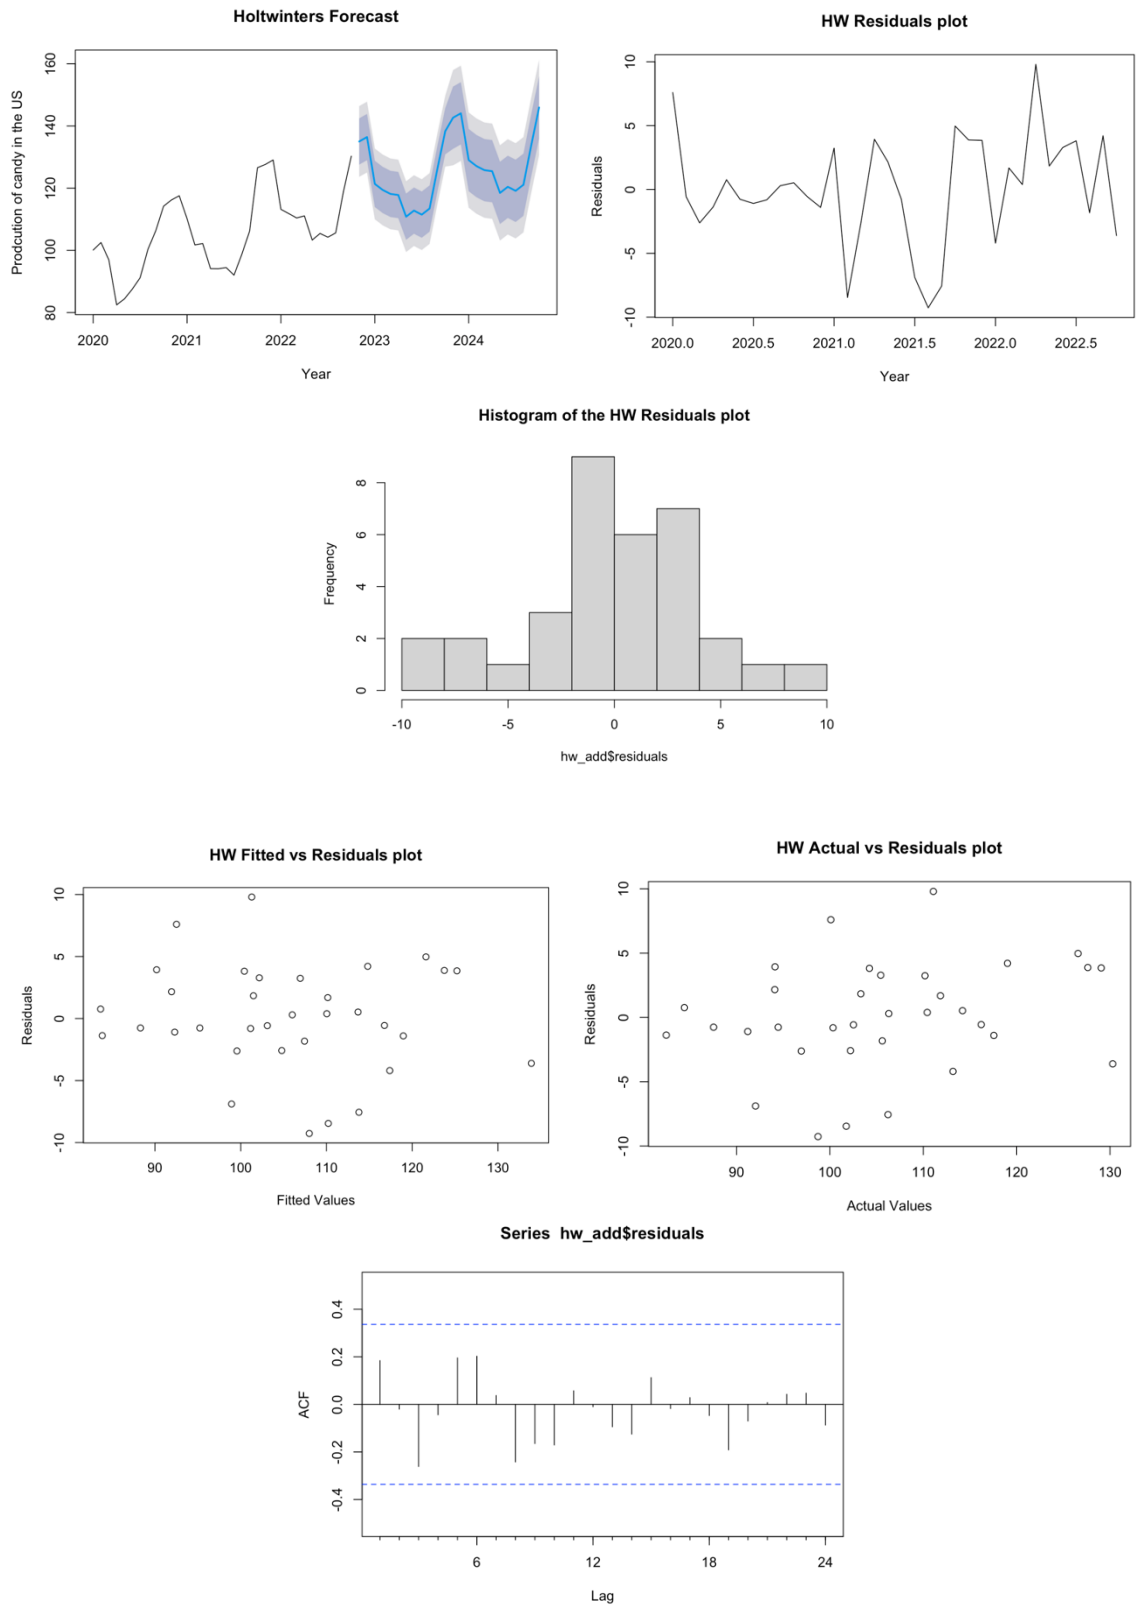 Holtwinters Forecast
Prodcution of candy in the US
160
140
120
100
80
2020 2021 2022 2023 2024
Year
HW Residuals plot
Residuals
10
5
0
-5
-10
2020.0 2020.5 2021.0 2021.5 2022.0 2022.5
Year
Histogram of the HW Residuals plot
Frequency
8
6
4
2
0
-10 -5 0 5 10
hw_add$residuals
HW Fitted vs Residuals plot
Residuals
10
5
0
-5
-10
90 100 110 120 130
Fitted Values
HW Actual vs Residuals plot
Residuals
10
5
0
-5
-10
90 100 110 120 130
Actual Values
Series hw_add$residuals
ACF
0.4
0.2
0.0
-0.2
-0.4
6 12 18 24
Lag